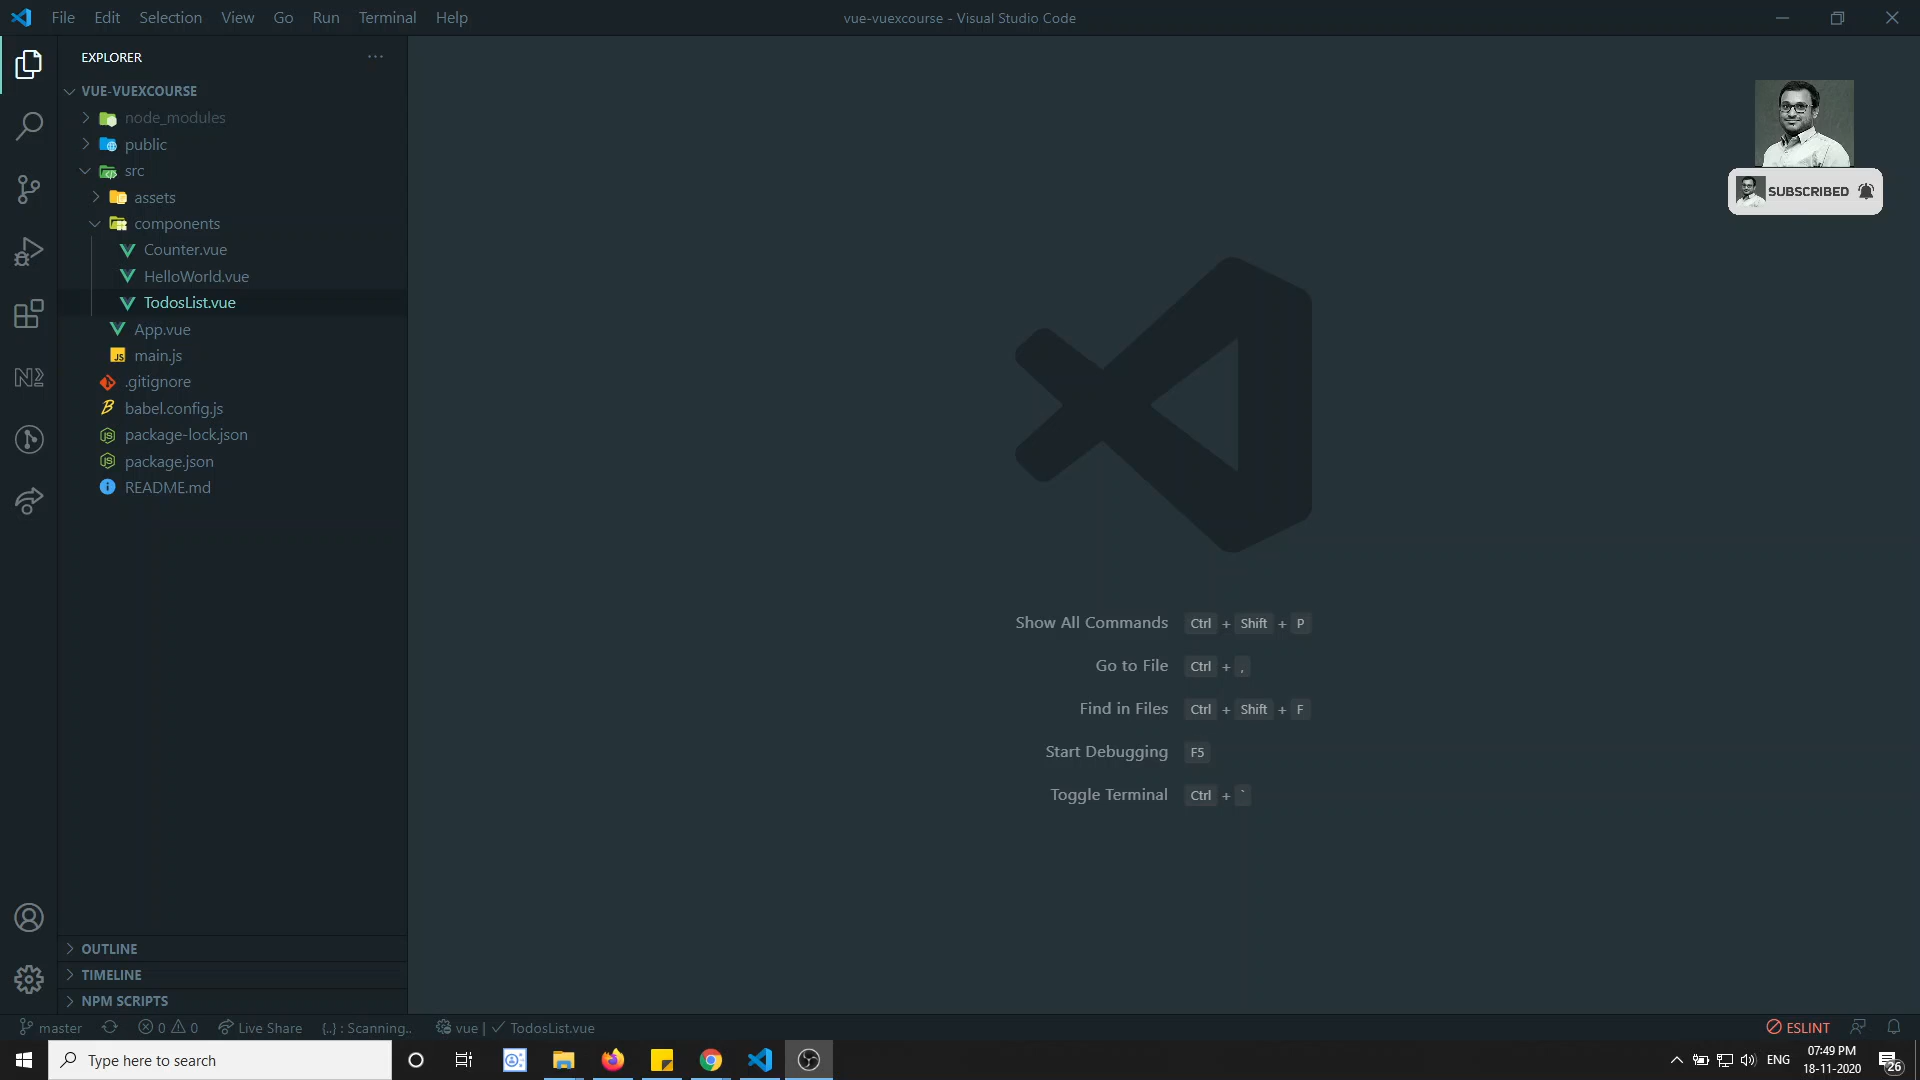 File Edit Selection View Go Run Terminal Help
vue-vuexcourse - Visual Studio Code
EXPLORER
VUE-VUEXCOURSE
node_modules
public
src
assets
components
Counter.vue
HelloWorld.vue
TodosList.vue
App.vue
JS main.js
.gitignore
babel.config.js
package-lock.json
package.json
README.md
SUBSCRIBED
Show All Commands Ctrl + Shift + P
Go to File Ctrl + ,
Find in Files Ctrl + Shift + F
Start Debugging F5
Toggle Terminal Ctrl + `
OUTLINE
TIMELINE
NPM SCRIPTS
master 0 0 Live Share {..} : Scanning.. vue | TodosList.vue ESLINT
Type here to search
ENG
07:49 PM
18-11-2020
26